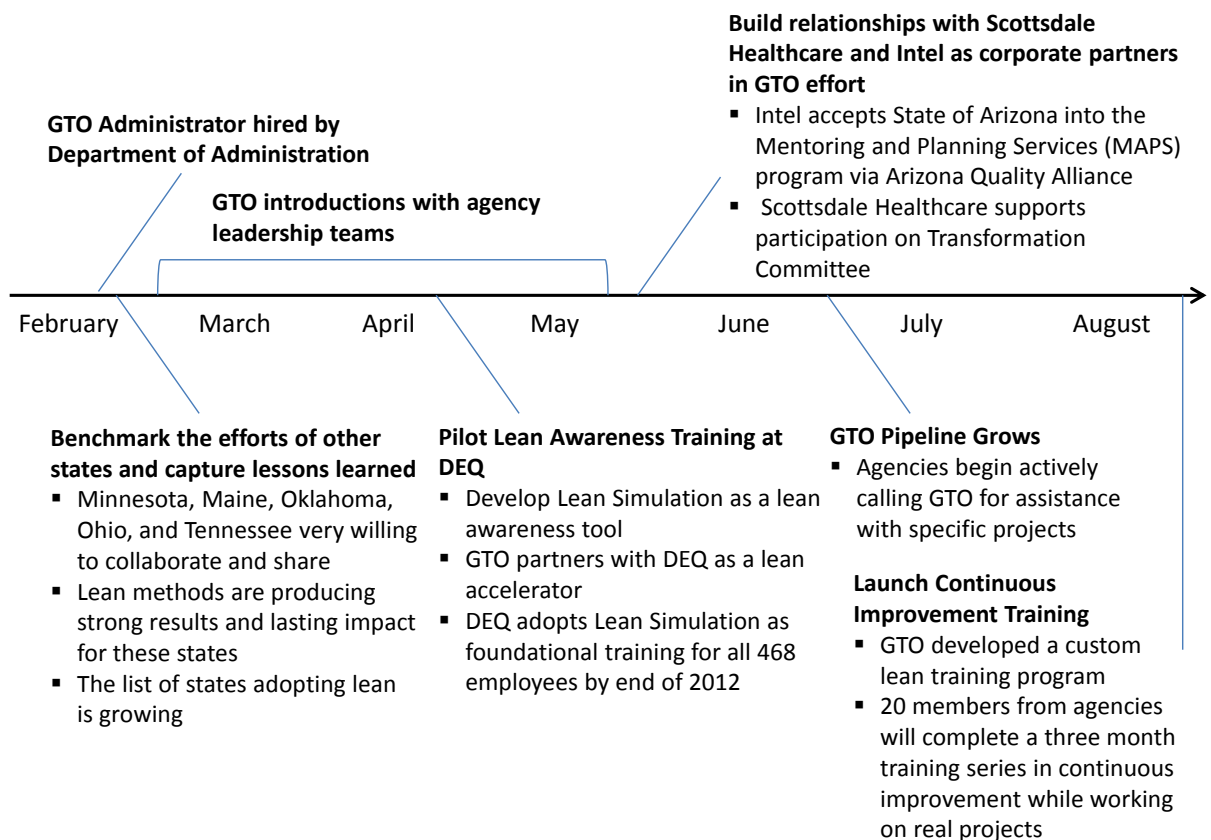 Build relationships with Scottsdale
Healthcare and Intel as corporate partners
in GTO effort
▪ Intel accepts State of Arizona into the
Mentoring and Planning Services (MAPS)
program via Arizona Quality Alliance
▪ Scottsdale Healthcare supports
participation on Transformation
Committee
GTO Administrator hired by
Department of Administration
GTO introductions with agency
leadership teams
February March April May June July August
Benchmark the efforts of other
states and capture lessons learned
▪ Minnesota, Maine, Oklahoma,
Ohio, and Tennessee very willing
to collaborate and share
▪ Lean methods are producing
strong results and lasting impact
for these states
▪ The list of states adopting lean
is growing
Pilot Lean Awareness Training at
DEQ
▪ Develop Lean Simulation as a lean
awareness tool
▪ GTO partners with DEQ as a lean
accelerator
▪ DEQ adopts Lean Simulation as
foundational training for all 468
employees by end of 2012
GTO Pipeline Grows
▪ Agencies begin actively
calling GTO for assistance
with specific projects
Launch Continuous
Improvement Training
▪ GTO developed a custom
lean training program
▪ 20 members from agencies
will complete a three month
training series in continuous
improvement while working
on real projects